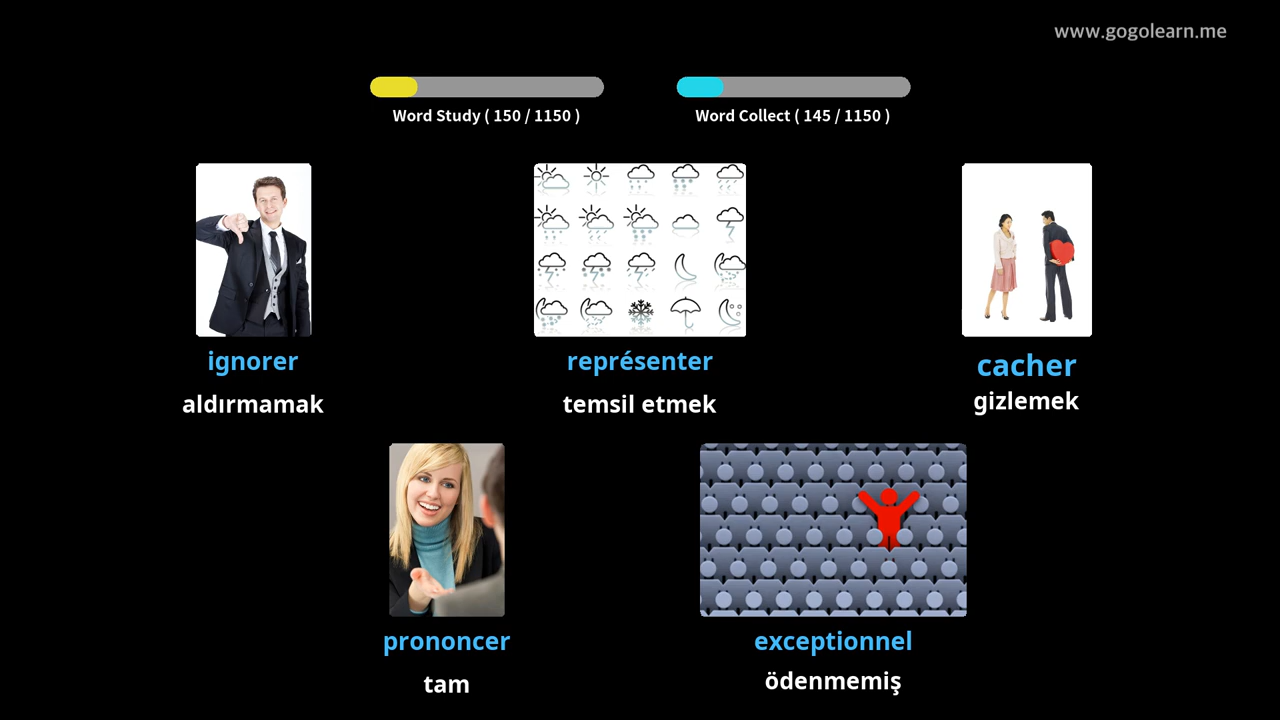 www.gogolearn.me
Word Study ( 150 / 1150 )
Word Collect ( 145 / 1150 )
ignorer
aldırmamak
représenter
temsil etmek
cacher
gizlemek
prononcer
tam
exceptionnel
ödenmemiş